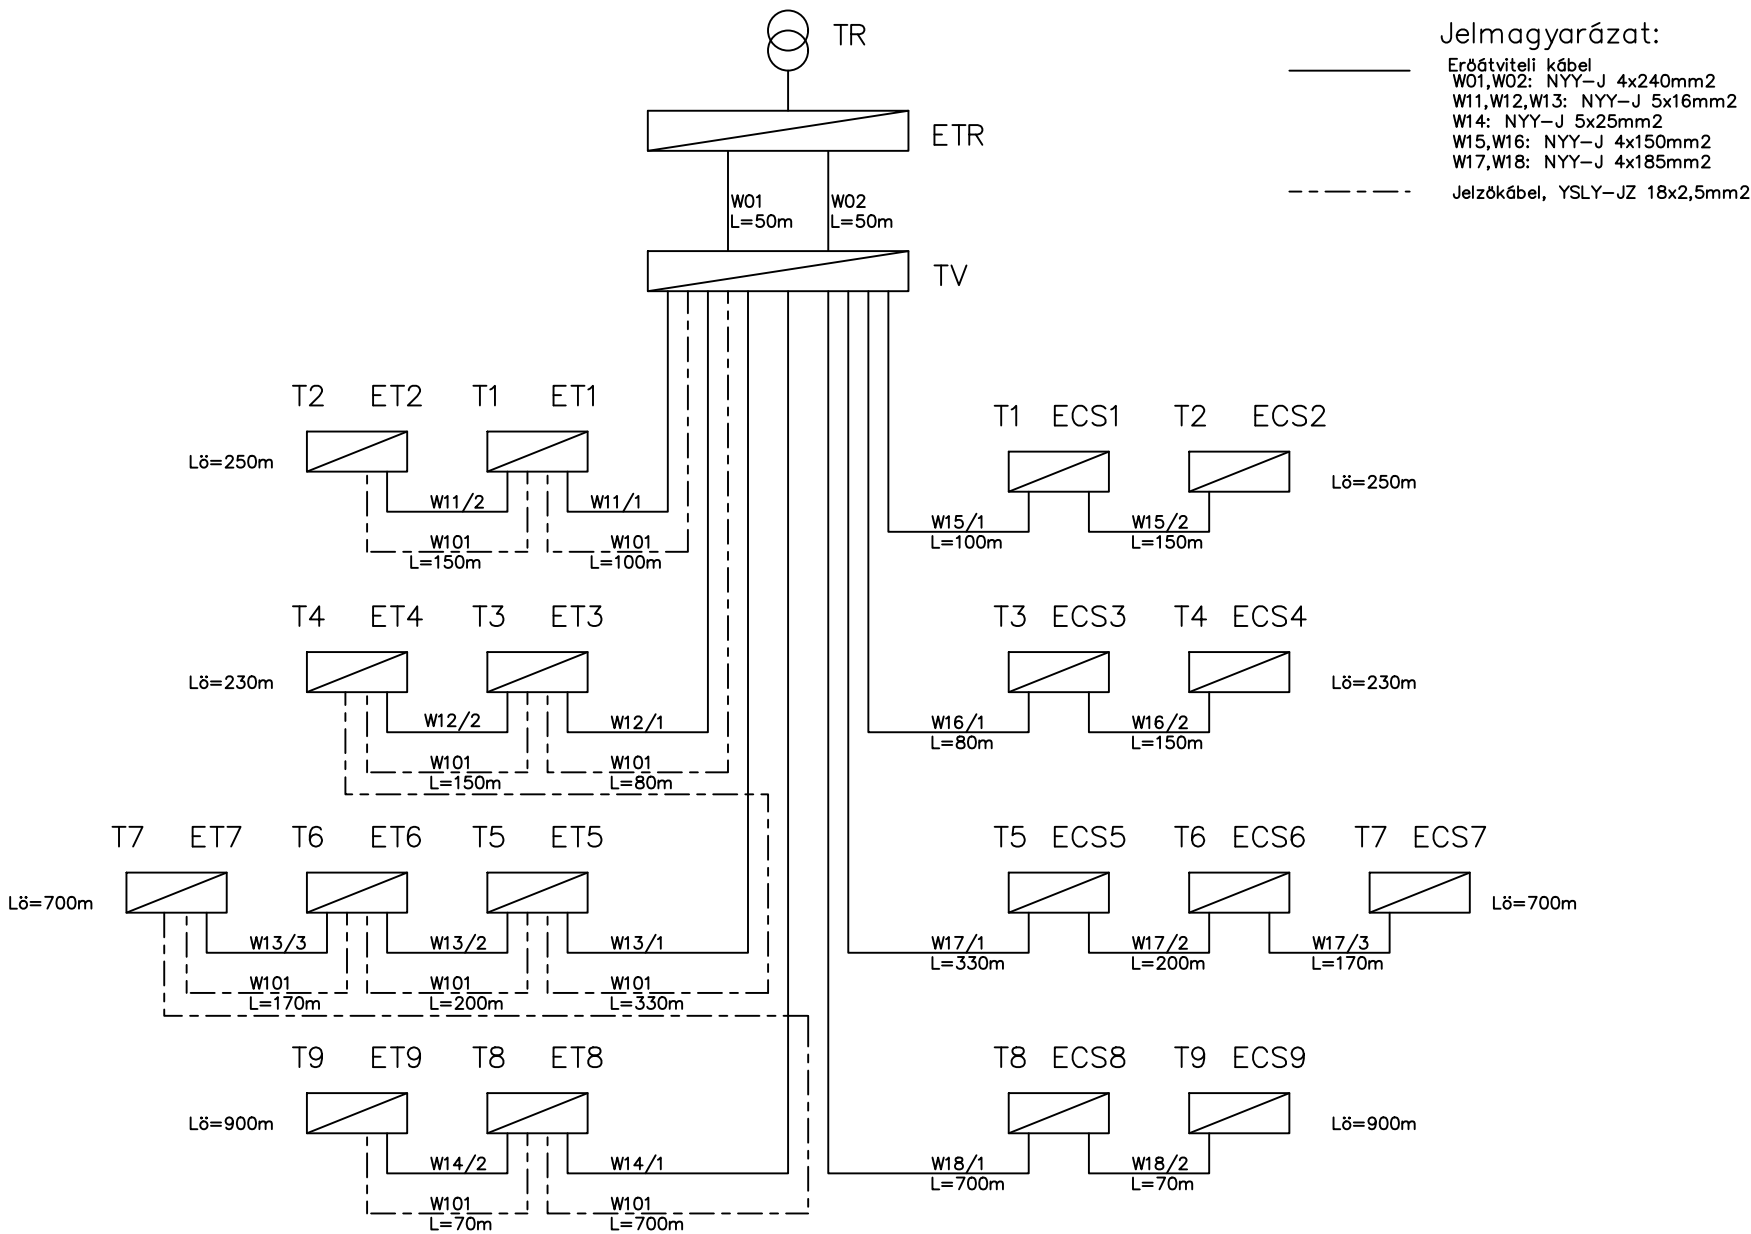 TR
Jelmagyarázat:
Erőátviteli kábel
W01,W02: NYY-J 4x240mm2
W11,W12,W13: NYY-J 5x16mm2
W14: NYY-J 5x25mm2
W15,W16: NYY-J 4x150mm2
W17,W18: NYY-J 4x185mm2
Jelzőkábel, YSLY-JZ 18x2,5mm2
ETR
W01
L=50m
W02
L=50m
TV
T2 ET2 T1 ET1
Lö=250m
W11/2
W11/1
W101
L=150m
W101
L=100m
T1 ECS1 T2 ECS2
Lö=250m
W15/1
L=100m
W15/2
L=150m
T4 ET4 T3 ET3
Lö=230m
W12/2
W12/1
W101
L=150m
W101
L=80m
T3 ECS3 T4 ECS4
Lö=230m
W16/1
L=80m
W16/2
L=150m
T7 ET7 T6 ET6 T5 ET5
Lö=700m
W13/3
W13/2
W13/1
W101
L=170m
W101
L=200m
W101
L=330m
T5 ECS5 T6 ECS6 T7 ECS7
Lö=700m
W17/1
L=330m
W17/2
L=200m
W17/3
L=170m
T9 ET9 T8 ET8
Lö=900m
W14/2
W14/1
W101
L=70m
W101
L=700m
T8 ECS8 T9 ECS9
Lö=900m
W18/1
L=700m
W18/2
L=70m